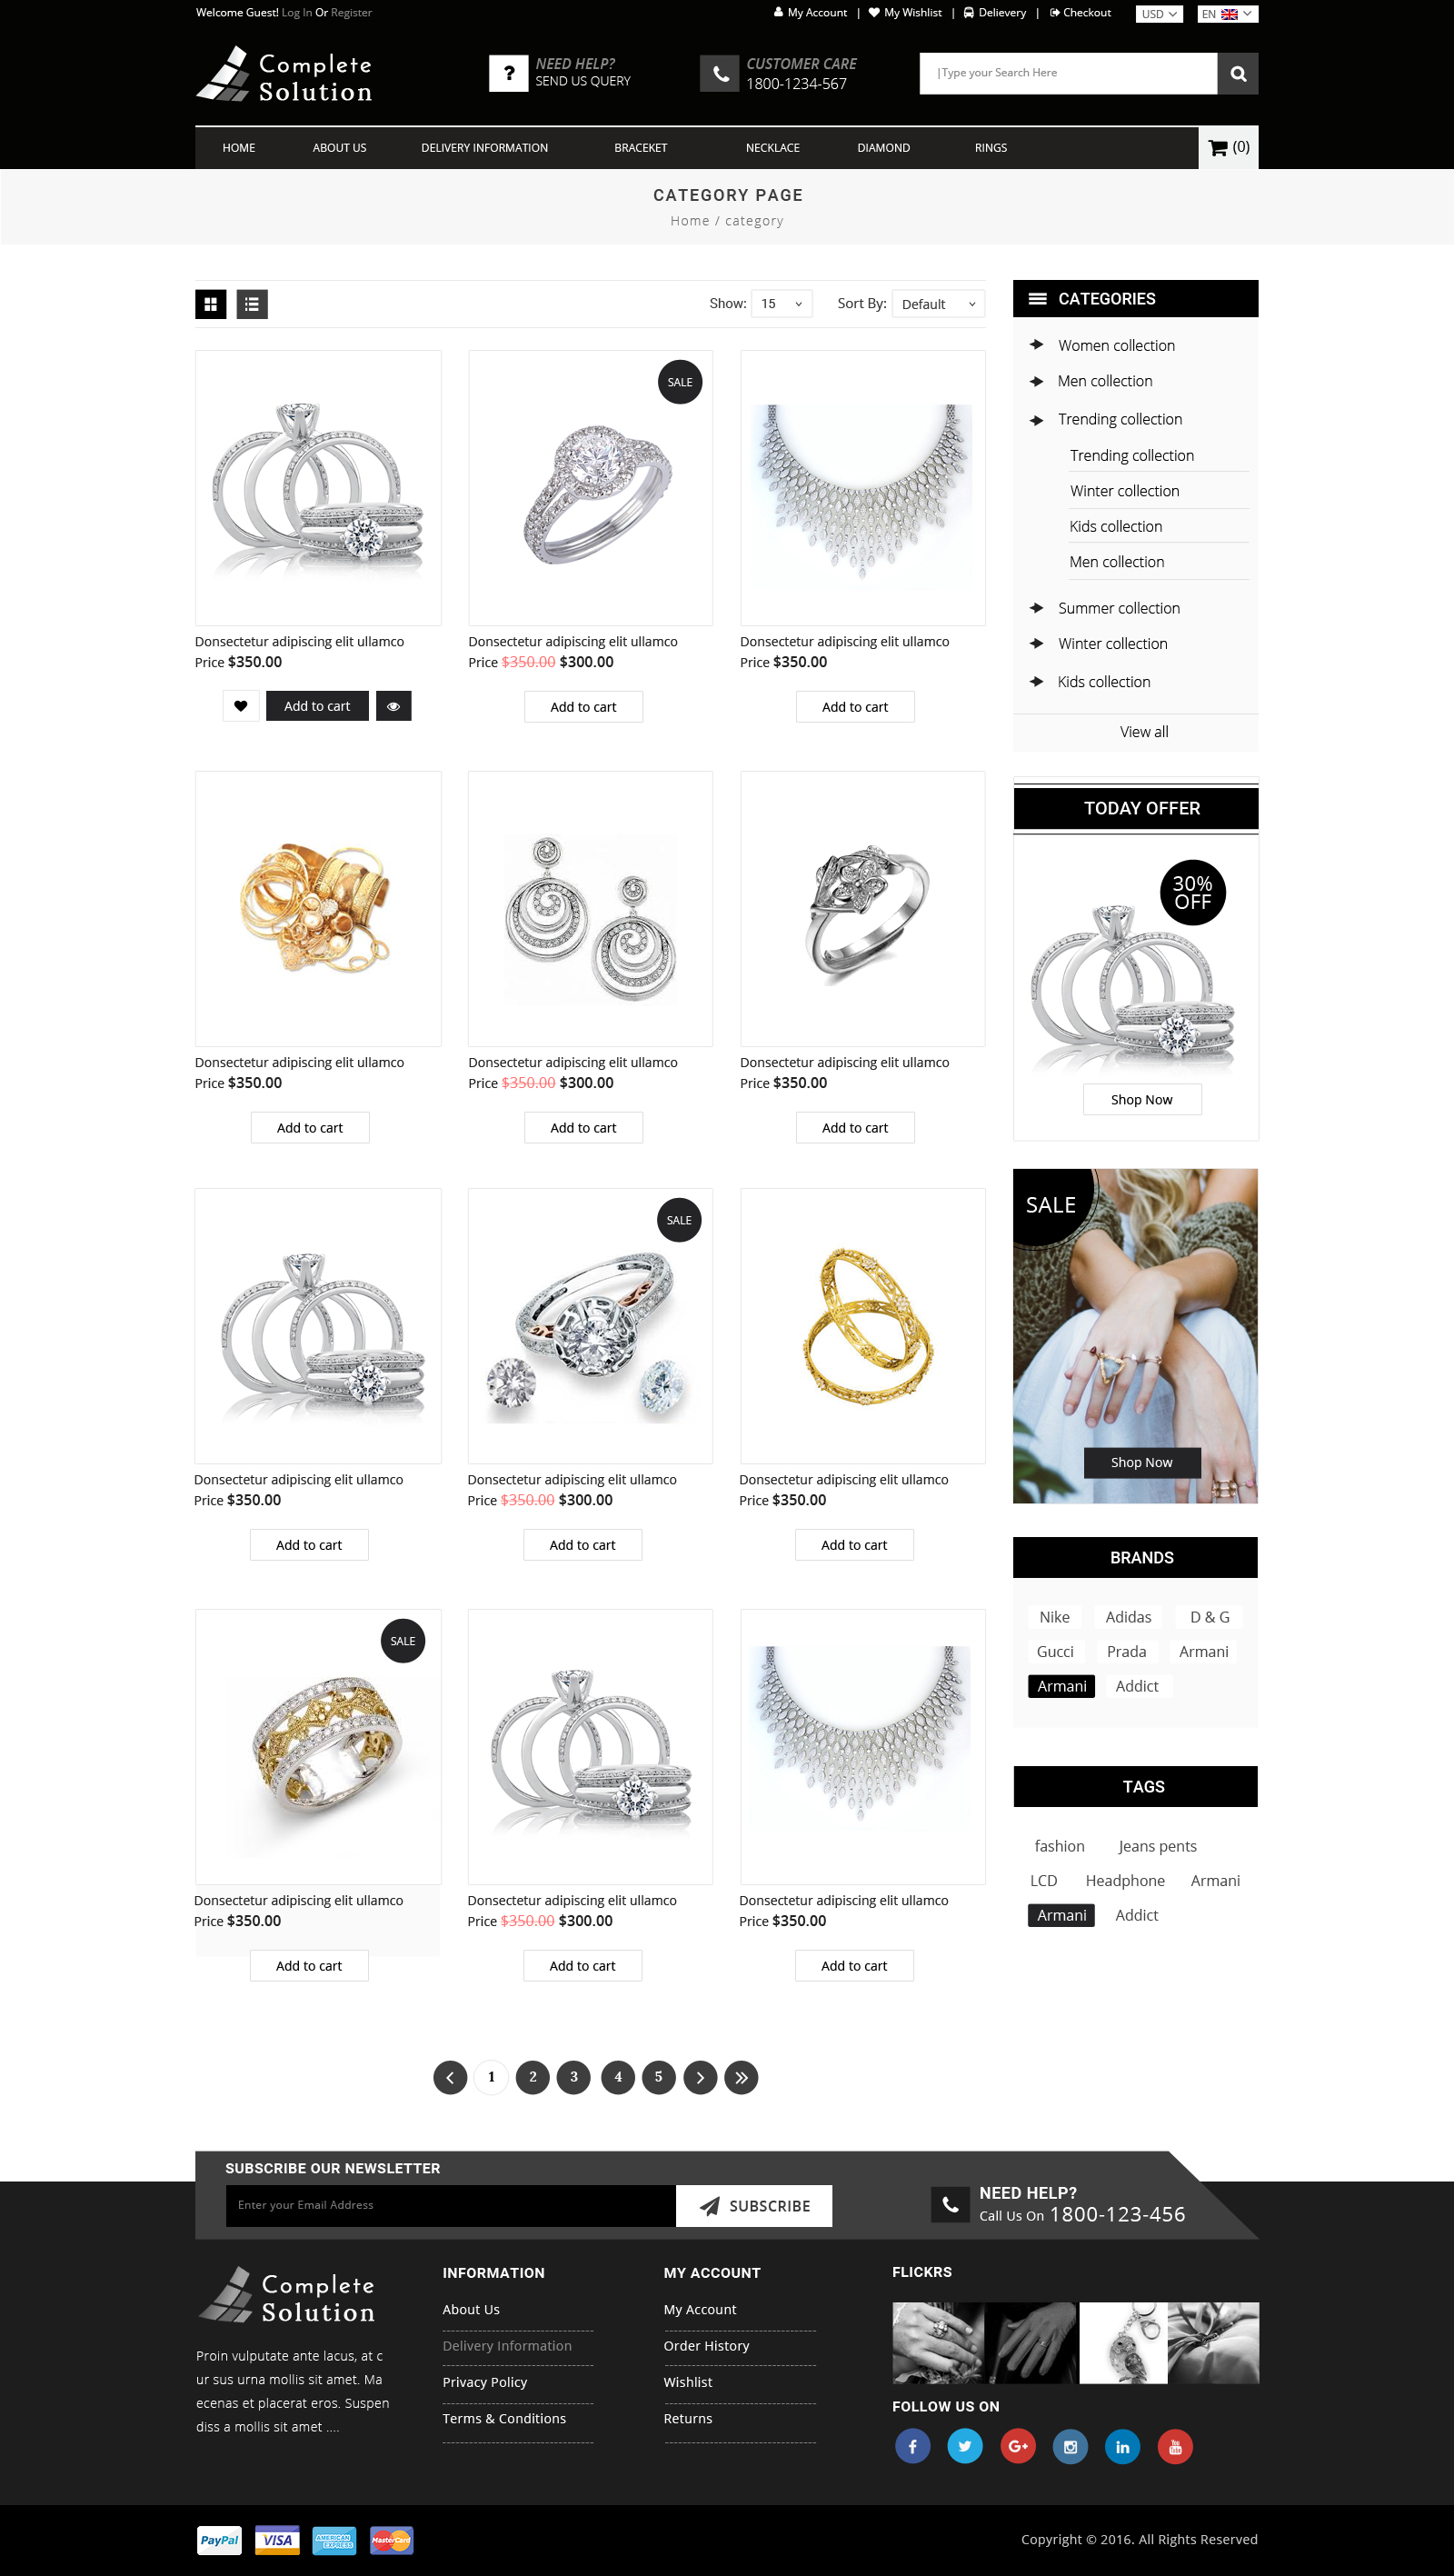 Welcome Guest! Log In Or Register
My Account | My Wishlist | Delievery | Checkout
USD
EN
Complete
Solution
?
NEED HELP?
SEND US QUERY
CUSTOMER CARE
1800-1234-567
|Type your Search Here
HOME ABOUT US DELIVERY INFORMATION BRACEKET NECKLACE DIAMOND RINGS
(0)
CATEGORY PAGE
Home / category
Show: 15 Sort By: Default
SALE
Donsectetur adipiscing elit ullamco
Price $350.00
Add to cart
Donsectetur adipiscing elit ullamco
Price $350.00 $300.00
Add to cart
Donsectetur adipiscing elit ullamco
Price $350.00
Add to cart
Donsectetur adipiscing elit ullamco
Price $350.00
Add to cart
Donsectetur adipiscing elit ullamco
Price $350.00 $300.00
Add to cart
Donsectetur adipiscing elit ullamco
Price $350.00
Add to cart
SALE
Donsectetur adipiscing elit ullamco
Price $350.00
Add to cart
Donsectetur adipiscing elit ullamco
Price $350.00 $300.00
Add to cart
Donsectetur adipiscing elit ullamco
Price $350.00
Add to cart
SALE
Donsectetur adipiscing elit ullamco
Price $350.00
Add to cart
Donsectetur adipiscing elit ullamco
Price $350.00 $300.00
Add to cart
Donsectetur adipiscing elit ullamco
Price $350.00
Add to cart
1 2 3 4 5
CATEGORIES
Women collection
Men collection
Trending collection
Trending collection
Winter collection
Kids collection
Men collection
Summer collection
Winter collection
Kids collection
View all
TODAY OFFER
30%
OFF
Shop Now
SALE
Shop Now
BRANDS
Nike Adidas D & G
Gucci Prada Armani
Armani Addict
TAGS
fashion Jeans pents
LCD Headphone Armani
Armani Addict
SUBSCRIBE OUR NEWSLETTER
Enter your Email Address
SUBSCRIBE
NEED HELP?
Call Us On 1800-123-456
Complete
Solution
Proin vulputate ante lacus, at c
ur sus urna mollis sit amet. Ma
ecenas et placerat eros. Suspen
diss a mollis sit amet ....
INFORMATION
About Us
Delivery Information
Privacy Policy
Terms & Conditions
MY ACCOUNT
My Account
Order History
Wishlist
Returns
FLICKRS
FOLLOW US ON
f
G+
in
You
Tube
PayPal
VISA
AMERICAN
EXPRESS
MasterCard
Copyright © 2016. All Rights Reserved